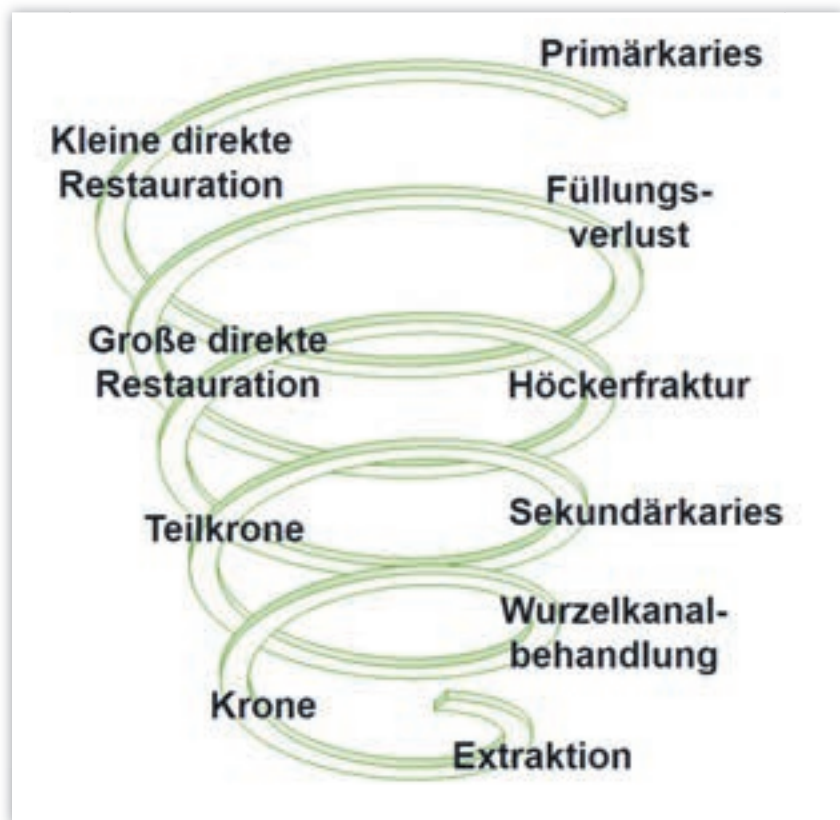 Primärkaries
Kleine direkte
Restauration
Füllungs-
verlust
Große direkte
Restauration
Höckerfraktur
Teilkrone
Sekundärkaries
Wurzelkanal-
behandlung
Krone
Extraktion